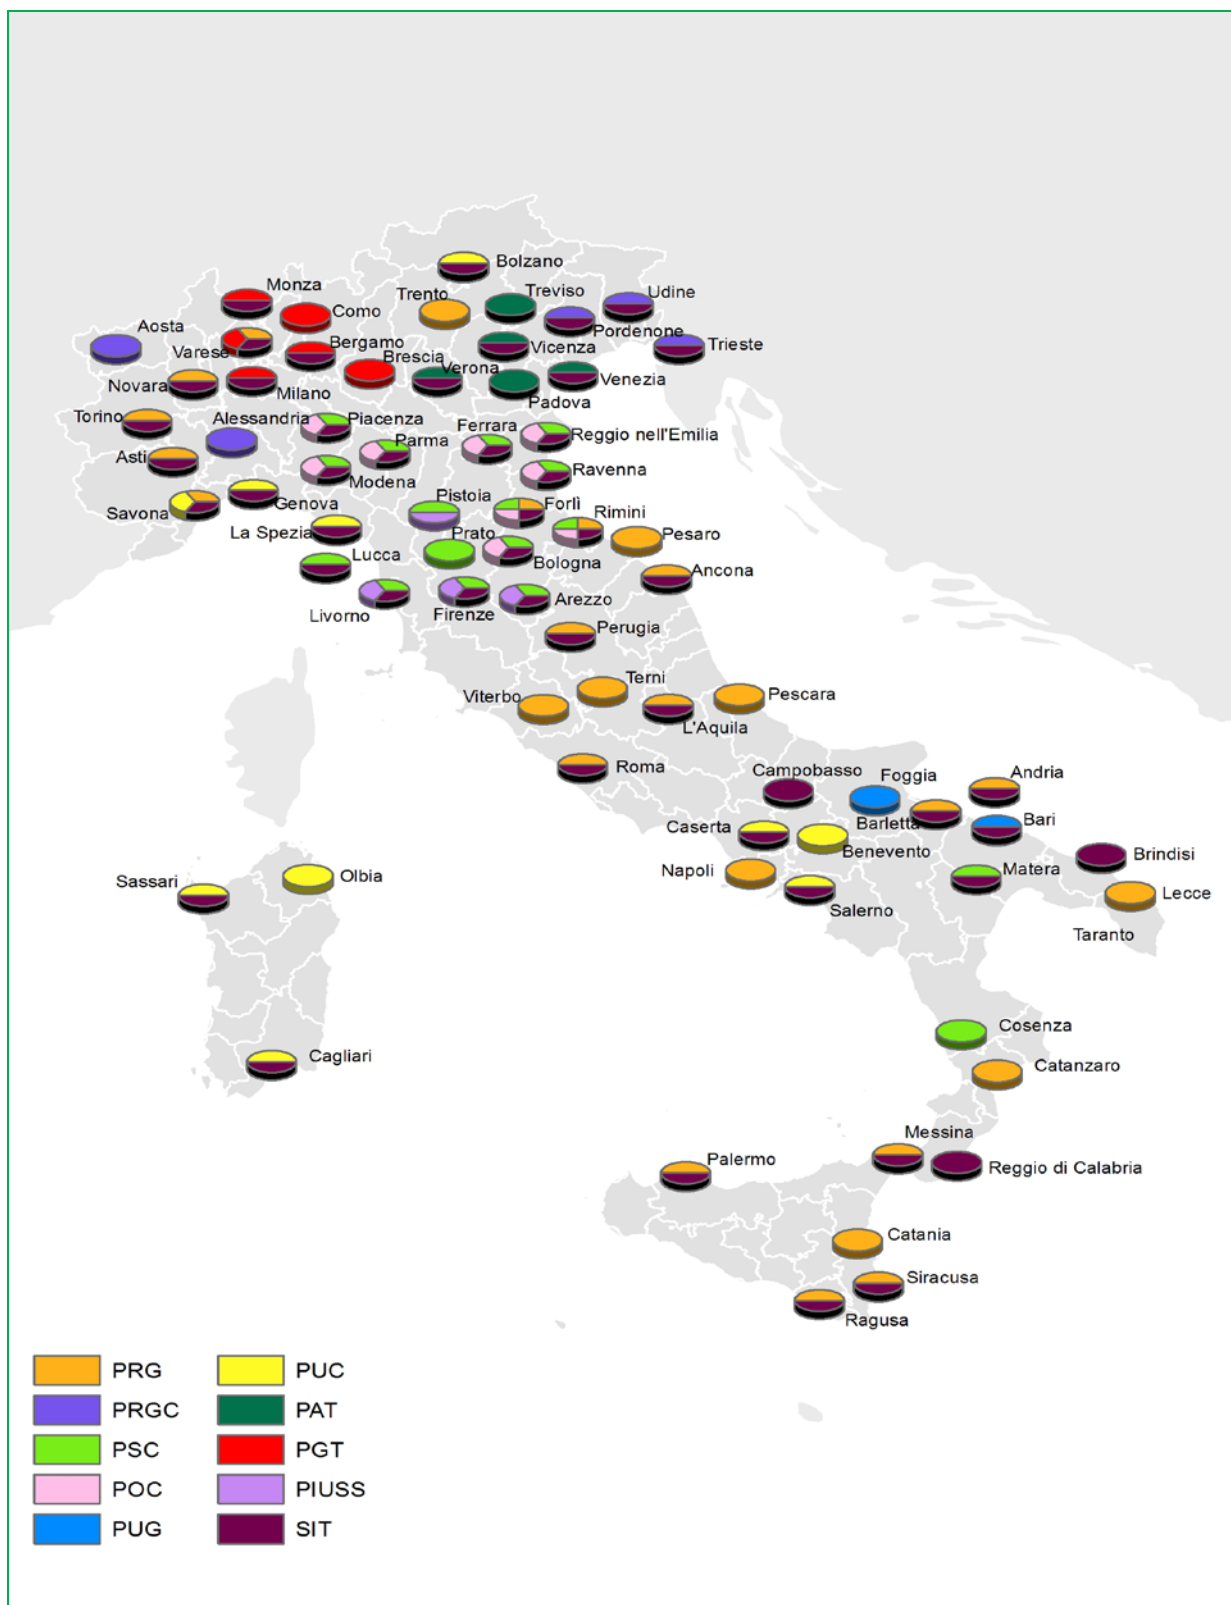 Bolzano
Monza
Treviso
Udine
Trento
Como
Aosta
Pordenone
Bergamo
Trieste
Varese
Vicenza
Brescia
Verona
Venezia
Novara
Milano
Padova
Torino
Alessandria
Piacenza
Ferrara
Reggio nell'Emilia
Parma
Asti
Ravenna
Modena
Pistoia
Forlì
Genova
Savona
Rimini
La Spezia
Prato
Pesaro
Lucca
Bologna
Ancona
Arezzo
Livorno
Firenze
Perugia
Terni
Viterbo
Pescara
L'Aquila
Roma
Campobasso
Foggia
Andria
Caserta
Barletta
Bari
Benevento
Brindisi
Napoli
Matera
Olbia
Sassari
Lecce
Salerno
Taranto
Cosenza
Cagliari
Catanzaro
Messina
Palermo
Reggio di Calabria
Catania
Siracusa
Ragusa
PRG
PUC
PRGC
PAT
PSC
PGT
POC
PIUSS
PUG
SIT